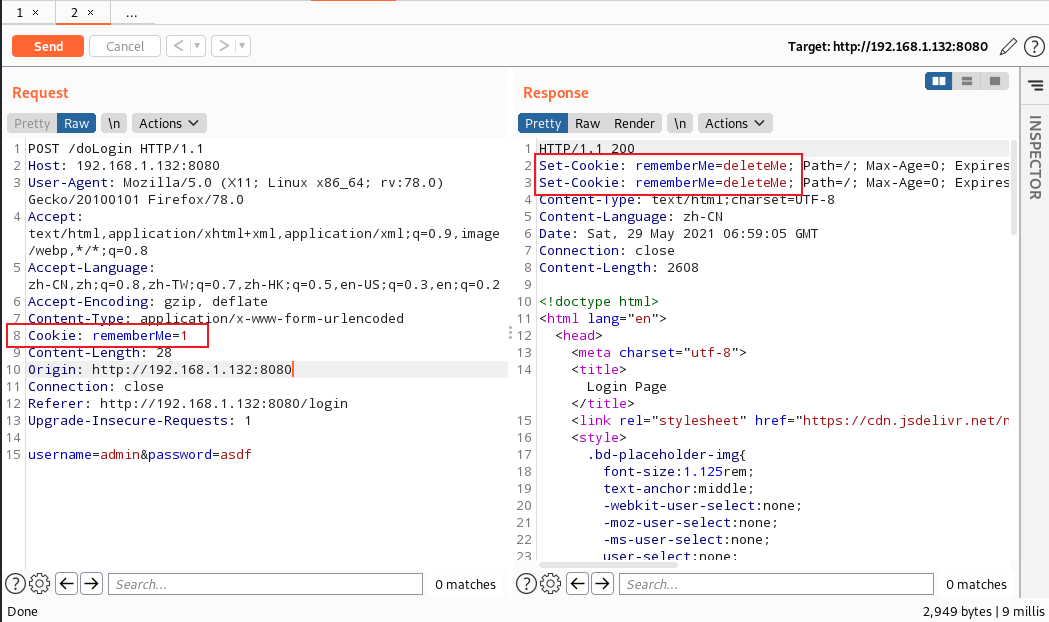 1 × 2 × ...
Send Cancel < > Target: http://192.168.1.132:8080 ?
Request
Pretty Raw \n Actions
1 POST /doLogin HTTP/1.1
2 Host: 192.168.1.132:8080
3 User-Agent: Mozilla/5.0 (X11; Linux x86_64; rv:78.0)
Gecko/20100101 Firefox/78.0
4 Accept:
text/html,application/xhtml+xml,application/xml;q=0.9,image
/webp,*/*;q=0.8
5 Accept-Language:
zh-CN,zh;q=0.8,zh-TW;q=0.7,zh-HK;q=0.5,en-US;q=0.3,en;q=0.2
6 Accept-Encoding: gzip, deflate
7 Content-Type: application/x-www-form-urlencoded
8 Cookie: rememberMe=1
9 Content-Length: 28
10 Origin: http://192.168.1.132:8080
11 Connection: close
12 Referer: http://192.168.1.132:8080/login
13 Upgrade-Insecure-Requests: 1
14
15 username=admin&password=asdf
? Search... 0 matches
Response
Pretty Raw Render \n Actions
1 HTTP/1.1 200
2 Set-Cookie: rememberMe=deleteMe; Path=/; Max-Age=0; Expires
3 Set-Cookie: rememberMe=deleteMe; Path=/; Max-Age=0; Expires
4 Content-Type: text/html;charset=UTF-8
5 Content-Language: zh-CN
6 Date: Sat, 29 May 2021 06:59:05 GMT
7 Connection: close
8 Content-Length: 2608
9
10 <!doctype html>
11 <html lang="en">
12 <head>
13 <meta charset="utf-8">
14 <title>
Login Page
</title>
15 <link rel="stylesheet" href="https://cdn.jsdelivr.net/n
16 <style>
17 .bd-placeholder-img{
18 font-size:1.125rem;
19 text-anchor:middle;
20 -webkit-user-select:none;
21 -moz-user-select:none;
22 -ms-user-select:none;
23 user-select:none;
? Search... 0 matches
INSPECTOR
Done 2,949 bytes | 9 millis